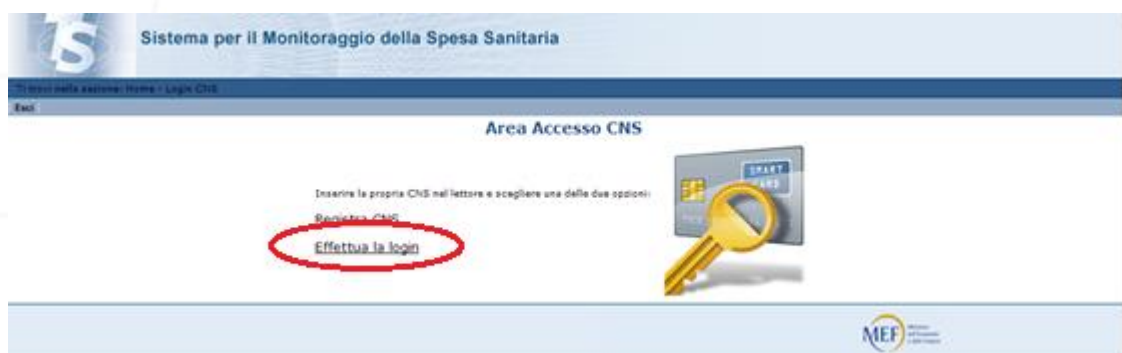 TS
Sistema per il Monitoraggio della Spesa Sanitaria
Ti trovi nella sezione: Home - Login CNS
Esci
Area Accesso CNS
SMART
CARD
Inserire la propria CNS nel lettore e scegliere una delle due opzioni:
Registra CNS
Effettua la login
MEF